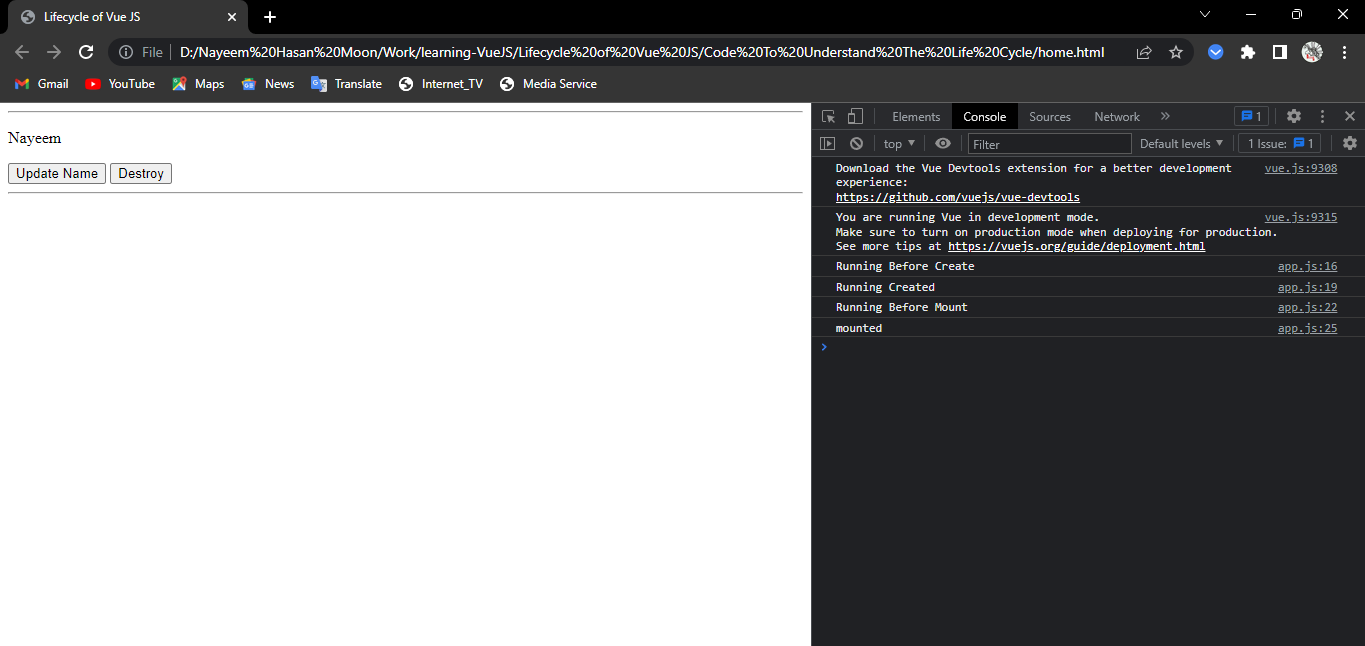 Lifecycle of Vue JS
File
D:/Nayeem%20Hasan%20Moon/Work/learning-VueJS/Lifecycle%20of%20Vue%20JS/Code%20To%20Understand%20The%20Life%20Cycle/home.html
Gmail YouTube Maps News Translate Internet_TV Media Service
Nayeem
Update Name Destroy
Elements Console Sources Network » 1
top Filter Default levels 1 Issue: 1
Download the Vue Devtools extension for a better development vue.js:9308
experience:
https://github.com/vuejs/vue-devtools
You are running Vue in development mode. vue.js:9315
Make sure to turn on production mode when deploying for production.
See more tips at https://vuejs.org/guide/deployment.html
Running Before Create app.js:16
Running Created app.js:19
Running Before Mount app.js:22
mounted app.js:25